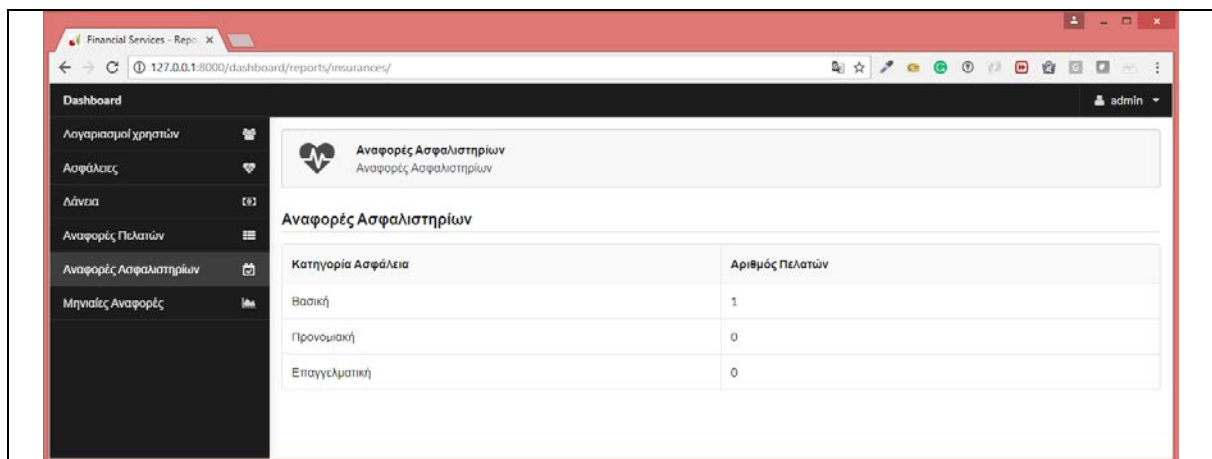 Financial Services - Repo
127.0.0.1:8000/dashboard/reports/insurances/
Dashboard
admin
Λογαριασμοί χρηστών
Ασφάλειες
Δάνεια
Αναφορές Πελατών
Αναφορές Ασφαλιστηρίων
Μηνιαίες Αναφορές
Αναφορές Ασφαλιστηρίων
Αναφορές Ασφαλιστηρίων
Αναφορές Ασφαλιστηρίων
Κατηγορία Ασφάλεια Αριθμός Πελατών
Βασική 1
Προνομιακή 0
Επαγγελματική 0